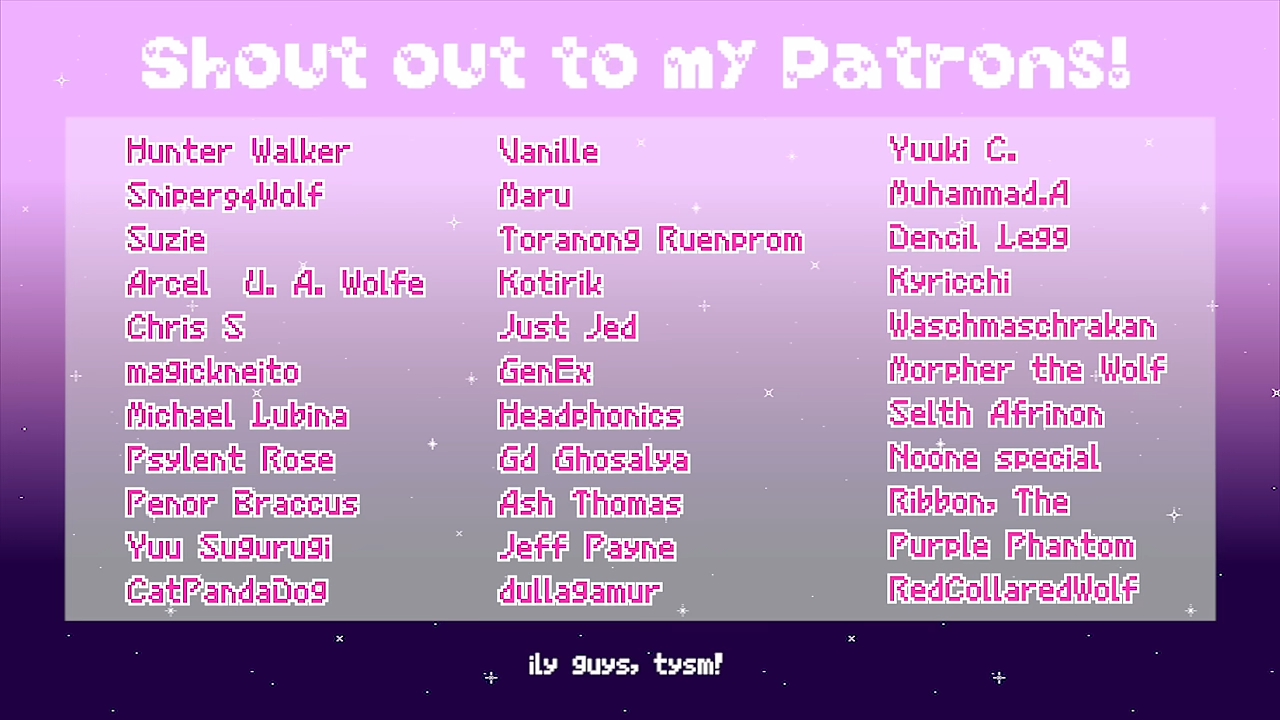 Shout out to my Patrons!
Hunter Walker
Sniper94Wolf
Suzie
Arcel U. A. Wolfe
Chris S
magickneito
Michael Lubina
Psylent Rose
Penor Braccus
Yuu Sugurugi
CatPandaDog
Vanille
Maru
Toranong Ruenprom
Kotirik
Just Jed
GenEx
Headphonics
Gd Ghosalya
Ash Thomas
Jeff Payne
dullagamur
Yuuki C.
Muhammad.A
Dencil Legg
Kyricchi
Waschmaschrakan
Morpher the Wolf
Selth Afrinon
Noone special
Ribbon, The
Purple Phantom
RedCollaredWolf
ily guys, tysm!